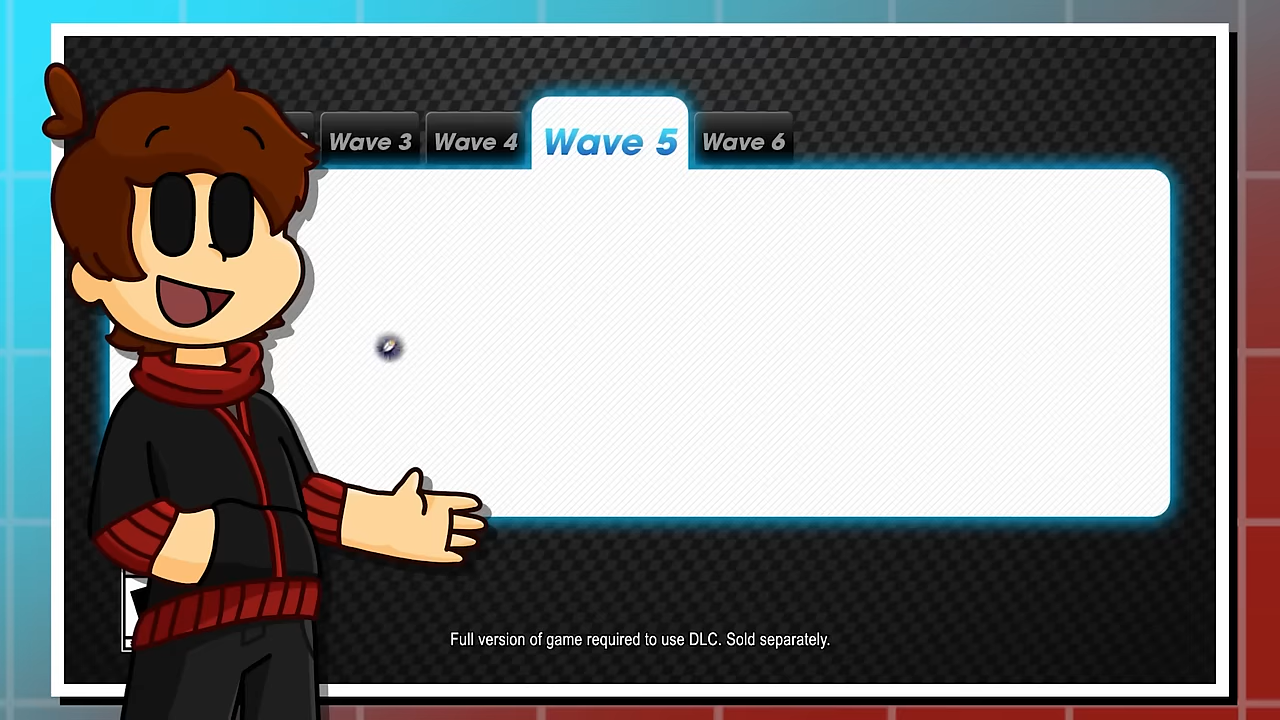 Wave 3 Wave 4 Wave 5 Wave 6
Full version of game required to use DLC. Sold separately.